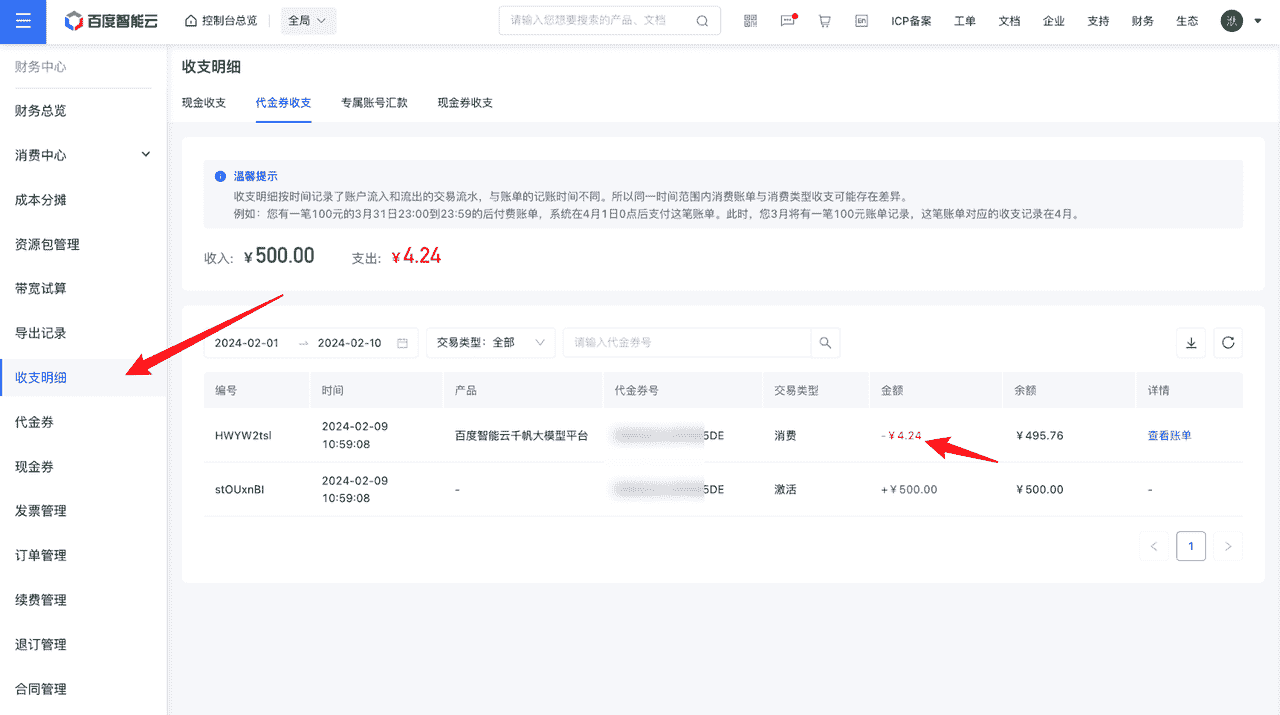 百度智能云 控制台总览 全局 请输入您想要搜索的产品、文档 En ICP备案 工单 文档 企业 支持 财务 生态 濮
财务中心
财务总览
消费中心
成本分摊
资源包管理
带宽试算
导出记录
收支明细
代金券
现金券
发票管理
订单管理
续费管理
退订管理
合同管理
收支明细
现金收支 代金券收支 专属账号汇款 现金券收支
温馨提示
收支明细按时间记录了账户流入和流出的交易流水，与账单的记账时间不同。所以同一时间范围内消费账单与消费类型收支可能存在差异。
例如：您有一笔100元的3月31日23:00到23:59的后付费账单，系统在4月1日0点后支付这笔账单。此时，您3月将有一笔100元账单记录，这笔账单对应的收支记录在4月。
收入：￥500.00 支出：￥4.24
2024-02-01 → 2024-02-10 交易类型：全部 请输入代金券号
编号 时间 产品 代金券号 交易类型 金额 余额 详情
HWYW2tsl 2024-02-09 10:59:08 百度智能云千帆大模型平台 5DE 消费 -￥4.24 ￥495.76 查看账单
stOUxnBI 2024-02-09 10:59:08 - 5DE 激活 +￥500.00 ￥500.00 -
1